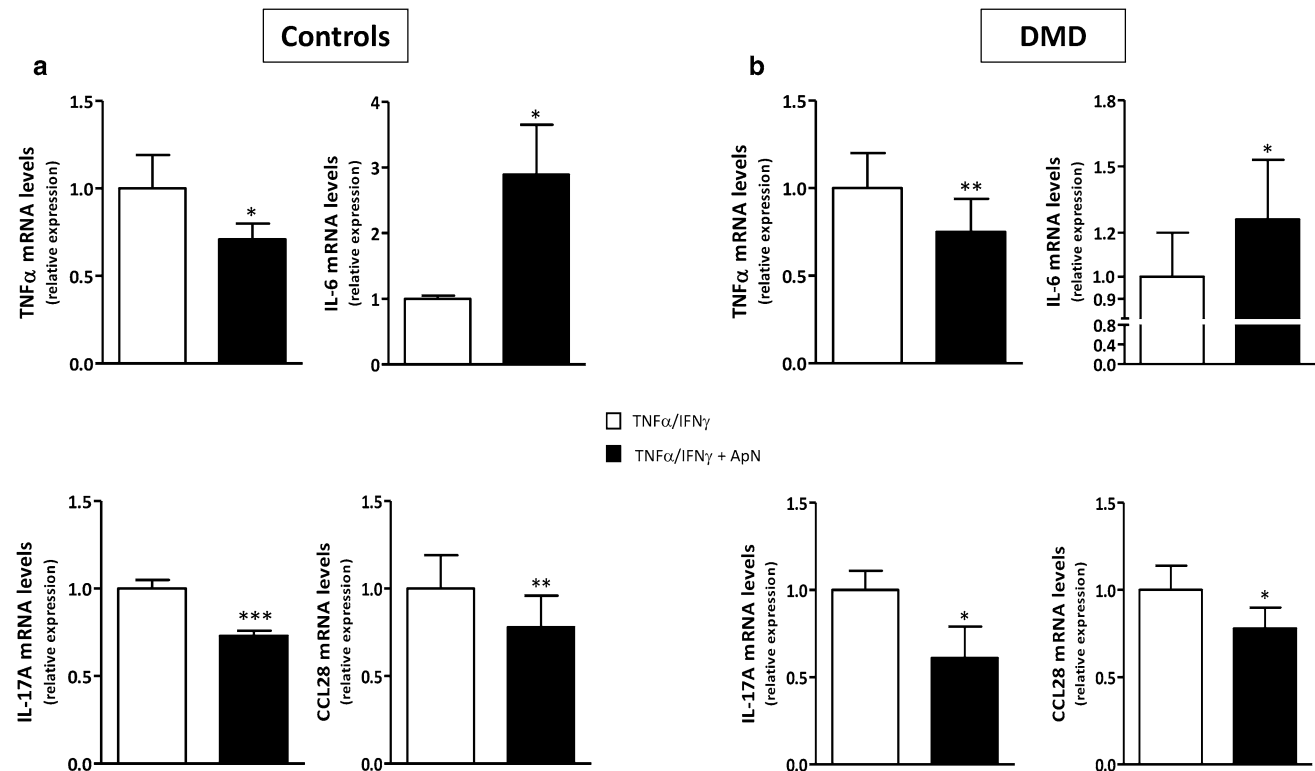 Controls
DMD
a
b
TNFα mRNA levels
(relative expression)
1.5
1.0
0.5
0.0
*
IL-6 mRNA levels
(relative expression)
4
3
2
1
0
*
TNFα mRNA levels
(relative expression)
1.5
1.0
0.5
0.0
**
IL-6 mRNA levels
(relative expression)
1.8
1.5
1.2
1.0
0.9
0.8
0.4
0.0
*
TNFα/IFNγ
TNFα/IFNγ + ApN
IL-17A mRNA levels
(relative expression)
1.5
1.0
0.5
0.0
***
CCL28 mRNA levels
(relative expression)
1.5
1.0
0.5
0.0
**
IL-17A mRNA levels
(relative expression)
1.5
1.0
0.5
0.0
*
CCL28 mRNA levels
(relative expression)
1.5
1.0
0.5
0.0
*